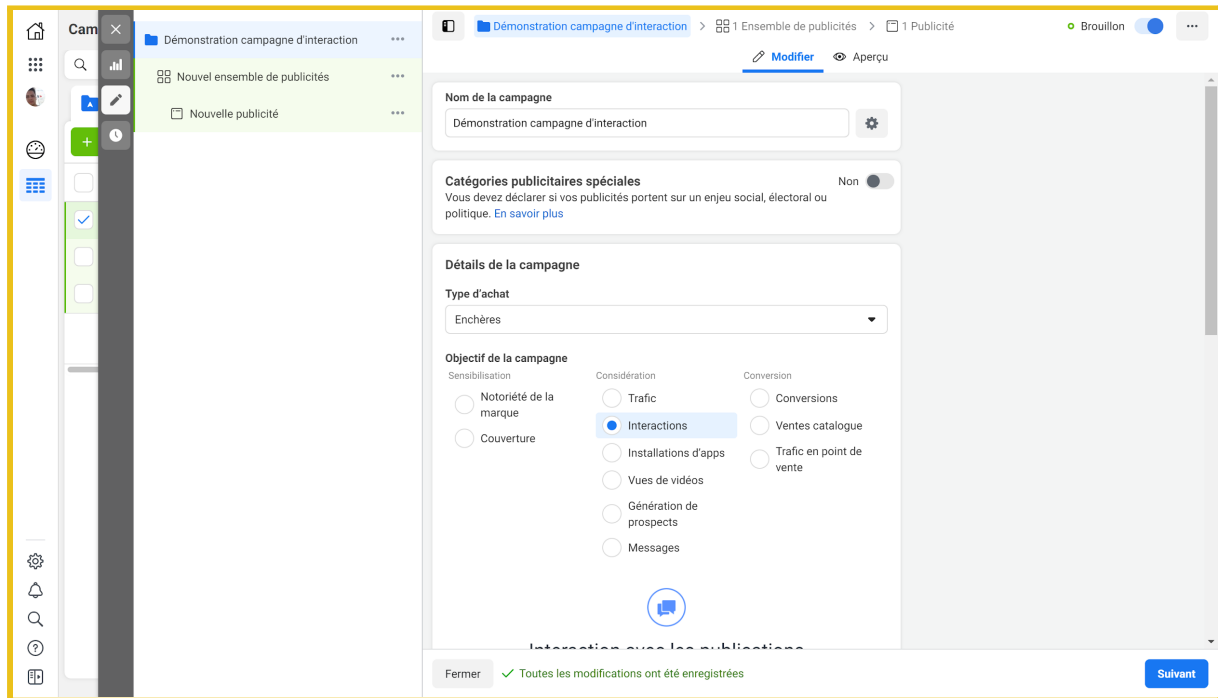 Cam
Démonstration campagne d'interaction
Nouvel ensemble de publicités
Nouvelle publicité
Démonstration campagne d'interaction > 1 Ensemble de publicités > 1 Publicité
Brouillon
Modifier
Aperçu
Nom de la campagne
Démonstration campagne d'interaction
Catégories publicitaires spéciales
Non
Vous devez déclarer si vos publicités portent sur un enjeu social, électoral ou
politique. En savoir plus
Détails de la campagne
Type d'achat
Enchères
Objectif de la campagne
Sensibilisation
Notoriété de la
marque
Couverture
Considération
Trafic
Interactions
Installations d'apps
Vues de vidéos
Génération de
prospects
Messages
Conversion
Conversions
Ventes catalogue
Trafic en point de
vente
Interaction avec les publications
Fermer
Toutes les modifications ont été enregistrées
Suivant